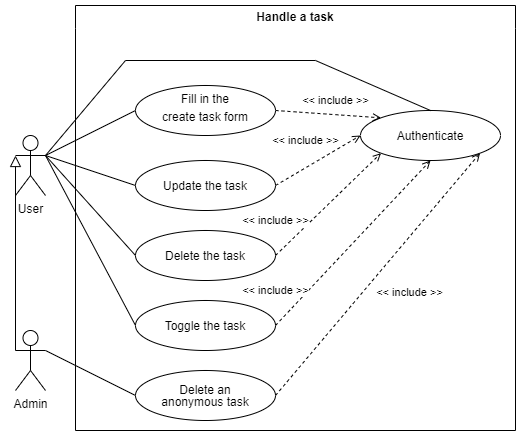 Handle a task
Fill in the
create task form
<< include >>
Authenticate
<< include >>
User
Update the task
<< include >>
Delete the task
<< include >>
<< include >>
Toggle the task
Admin
Delete an
anonymous task